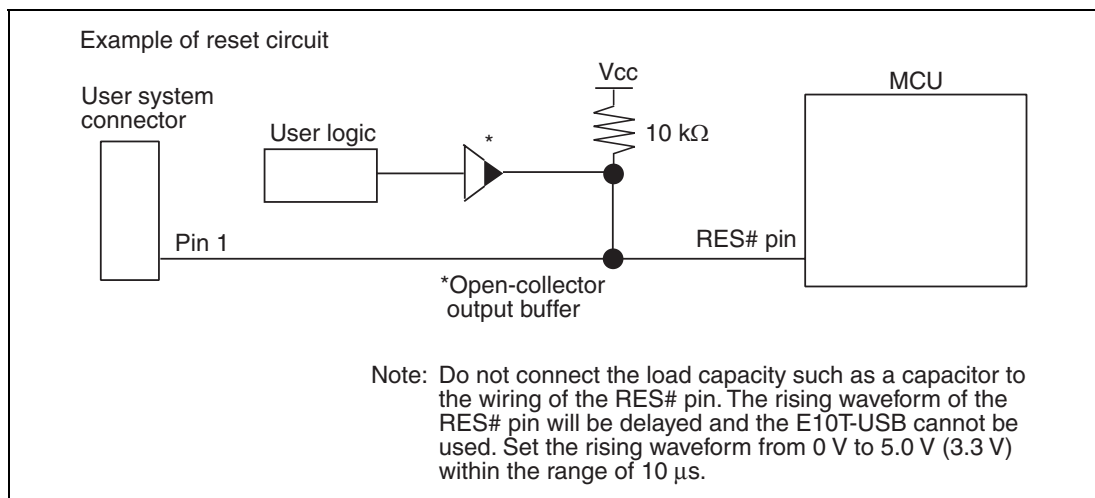 Example of reset circuit
User system
connector
User logic
*
Vcc
10 kΩ
MCU
Pin 1
RES# pin
*Open-collector
output buffer
Note: Do not connect the load capacity such as a capacitor to
the wiring of the RES# pin. The rising waveform of the
RES# pin will be delayed and the E10T-USB cannot be
used. Set the rising waveform from 0 V to 5.0 V (3.3 V)
within the range of 10 μs.